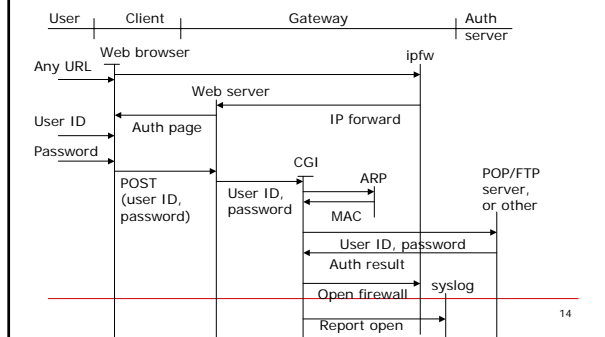 User Client Gateway Auth
server
Web browser
ipfw
Any URL
Web server
IP forward
User ID
Auth page
Password
CGI
ARP
POP/FTP
server,
or other
POST
(user ID,
password)
User ID,
password
MAC
User ID, password
Auth result
Open firewall
syslog
14
Report open